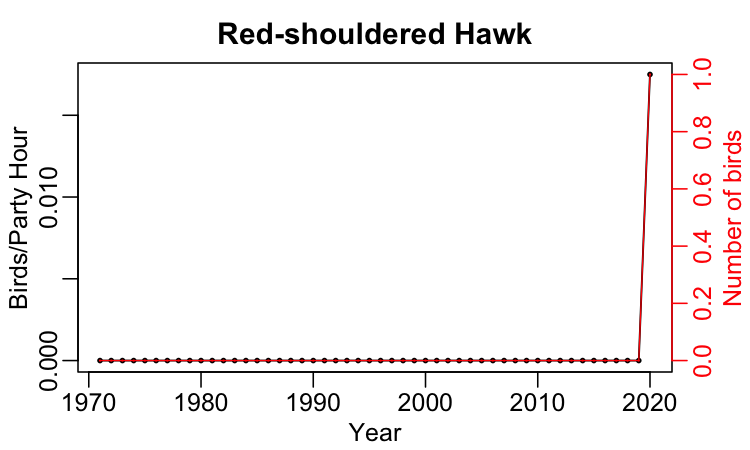 Red-shouldered Hawk
Birds/Party Hour
0.000
0.010
1970 1980 1990 2000 2010 2020
Year
0.0 0.2 0.4 0.6 0.8 1.0
Number of birds